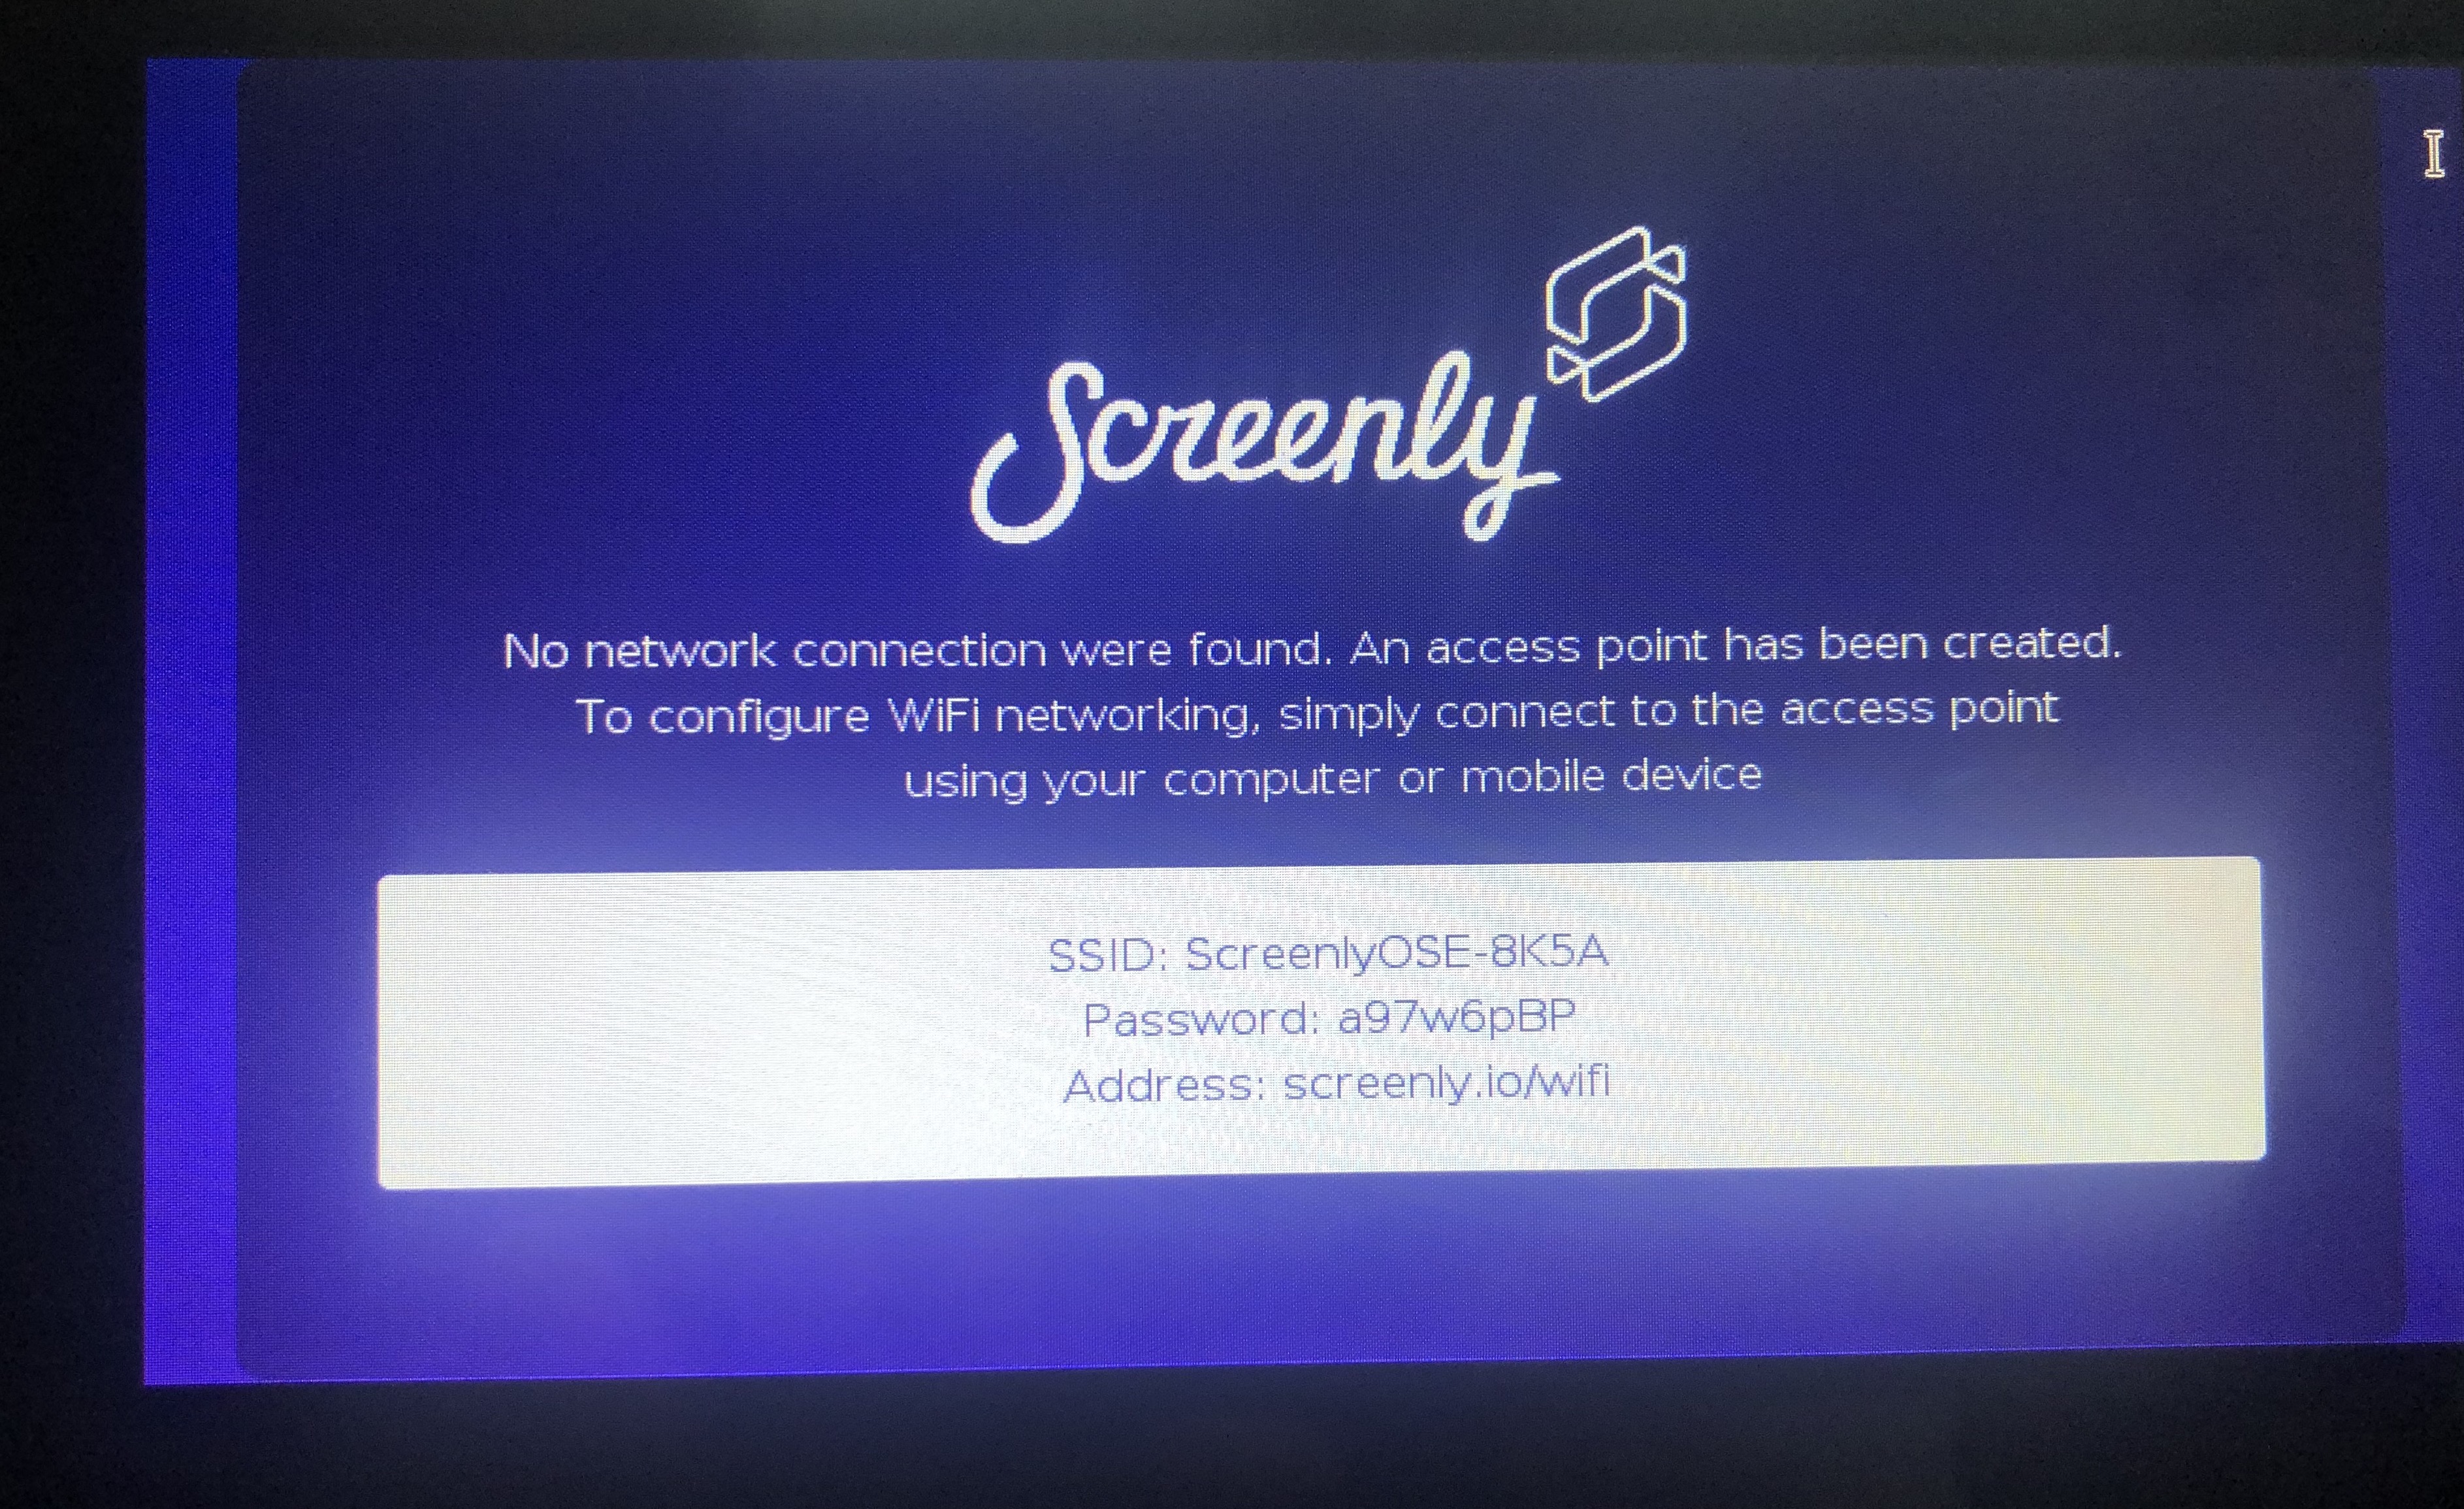 Screenly
No network connection were found. An access point has been created.
To configure WiFi networking, simply connect to the access point
using your computer or mobile device
SSID: ScreenlyOSE-8K5A
Password: a97w6pBP
Address: screenly.io/wifi